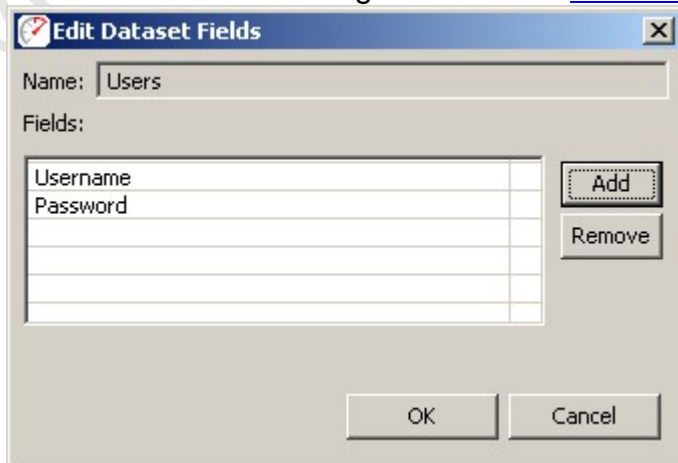 Edit Dataset Fields
Name: Users
Fields:
Username
Password
Add
Remove
OK
Cancel